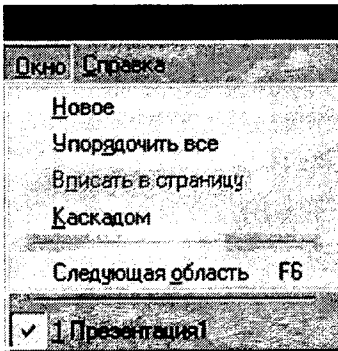 Окно Справка
Новое
Упорядочить все
Вписать в страницу
Каскадом
Следующая область F6
1 Презентация1